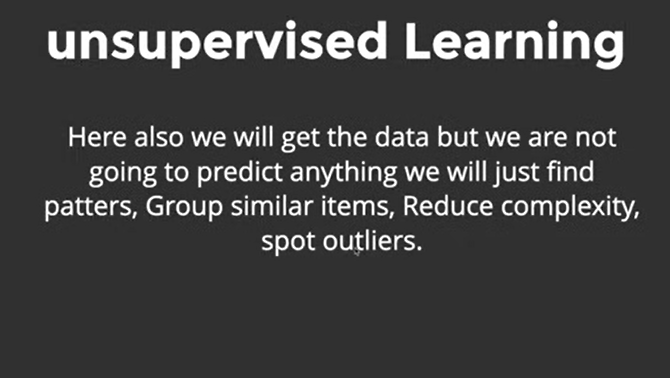 unsupervised Learning
Here also we will get the data but we are not
going to predict anything we will just find
patters, Group similar items, Reduce complexity,
spot outliers.